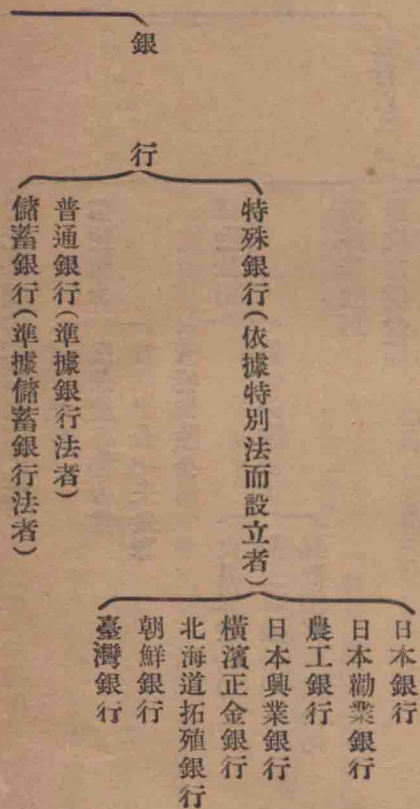 銀行
特殊銀行(依據特別法而設立者)
日本銀行
日本勸業銀行
農工銀行
日本興業銀行
橫濱正金銀行
北海道拓殖銀行
朝鮮銀行
臺灣銀行
普通銀行(準據銀行法者)
儲蓄銀行(準據儲蓄銀行法者)